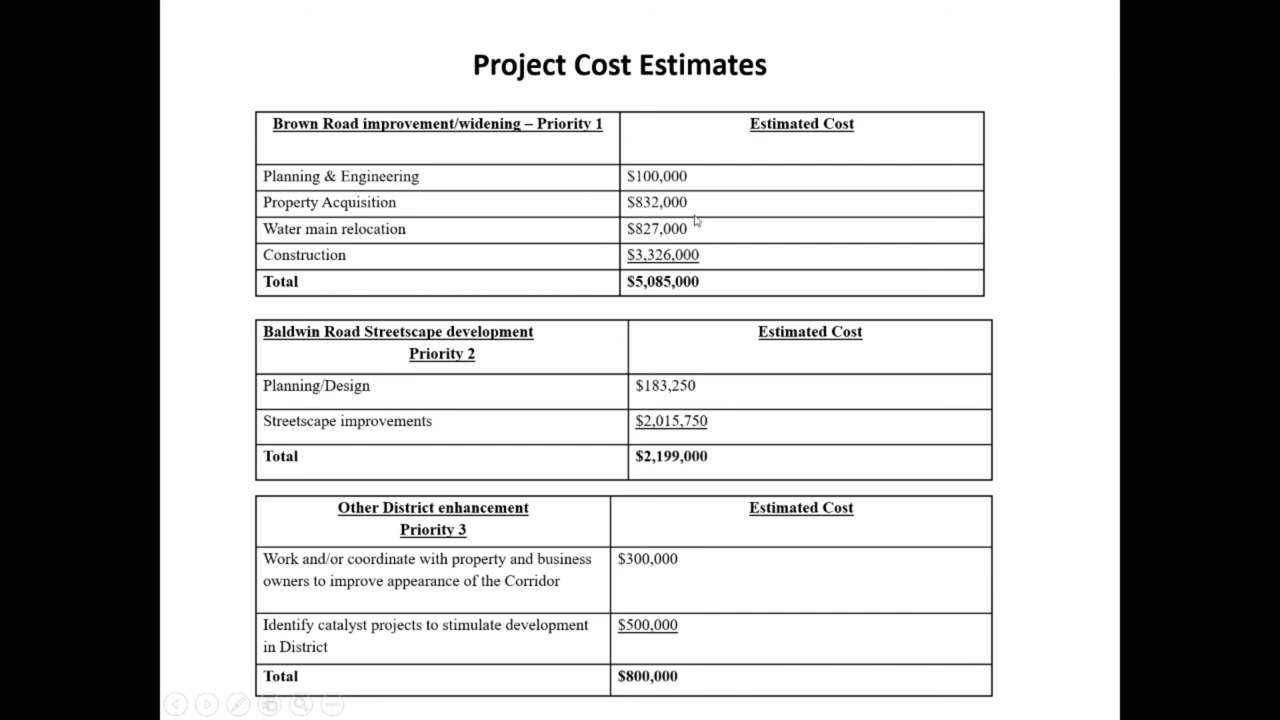 Project Cost Estimates
Brown Road improvement/widening – Priority 1 Estimated Cost
Planning & Engineering $100,000
Property Acquisition $832,000
Water main relocation $827,000
Construction $3,326,000
Total $5,085,000
Baldwin Road Streetscape development Estimated Cost
Priority 2
Planning/Design $183,250
Streetscape improvements $2,015,750
Total $2,199,000
Other District enhancement Estimated Cost
Priority 3
Work and/or coordinate with property and business $300,000
owners to improve appearance of the Corridor
Identify catalyst projects to stimulate development $500,000
in District
Total $800,000